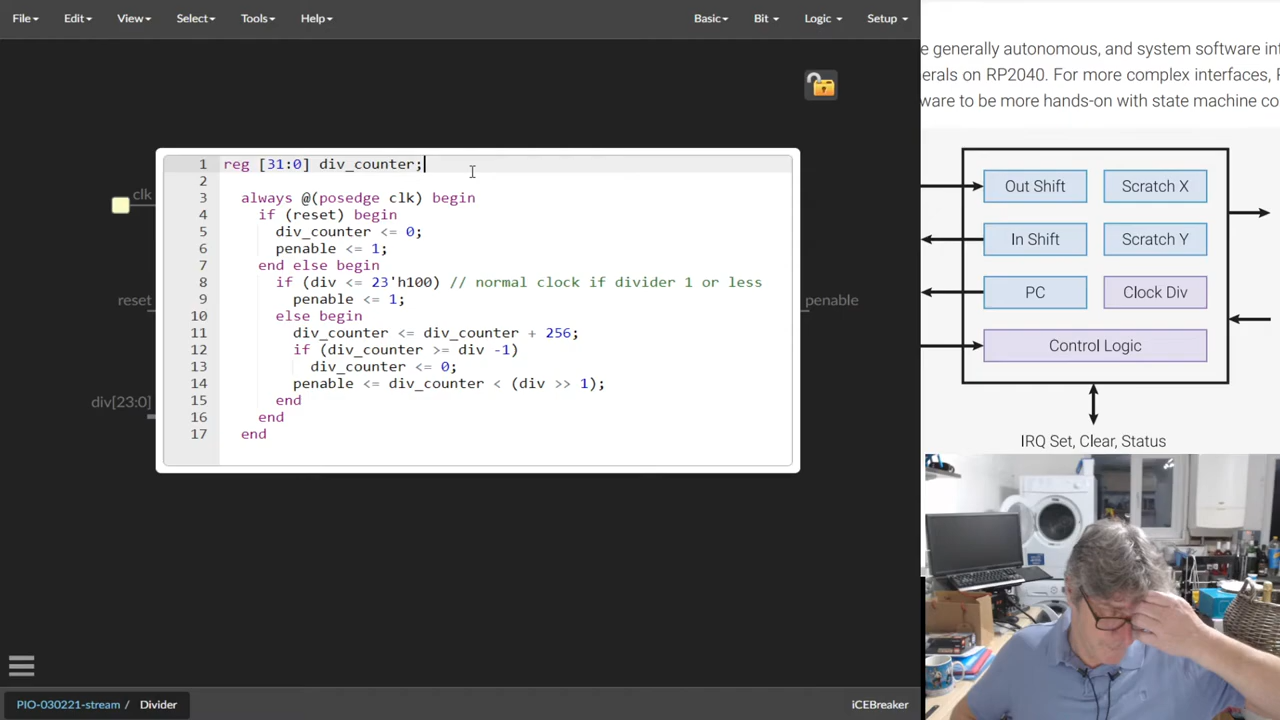 File Edit View Select Tools Help Basic Bit Logic Setup
clk
reset
div[23:0]
penable
1 reg [31:0] div_counter;
2
3 always @(posedge clk) begin
4 if (reset) begin
5 div_counter <= 0;
6 penable <= 1;
7 end else begin
8 if (div <= 23'h100) // normal clock if divider 1 or less
9 penable <= 1;
10 else begin
11 div_counter <= div_counter + 256;
12 if (div_counter >= div -1)
13 div_counter <= 0;
14 penable <= div_counter < (div >> 1);
15 end
16 end
17 end
PIO-030221-stream / Divider
iCEBreaker
e generally autonomous, and system software in
erals on RP2040. For more complex interfaces,
ware to be more hands-on with state machine co
Out Shift Scratch X
In Shift Scratch Y
PC Clock Div
Control Logic
IRQ Set, Clear, Status